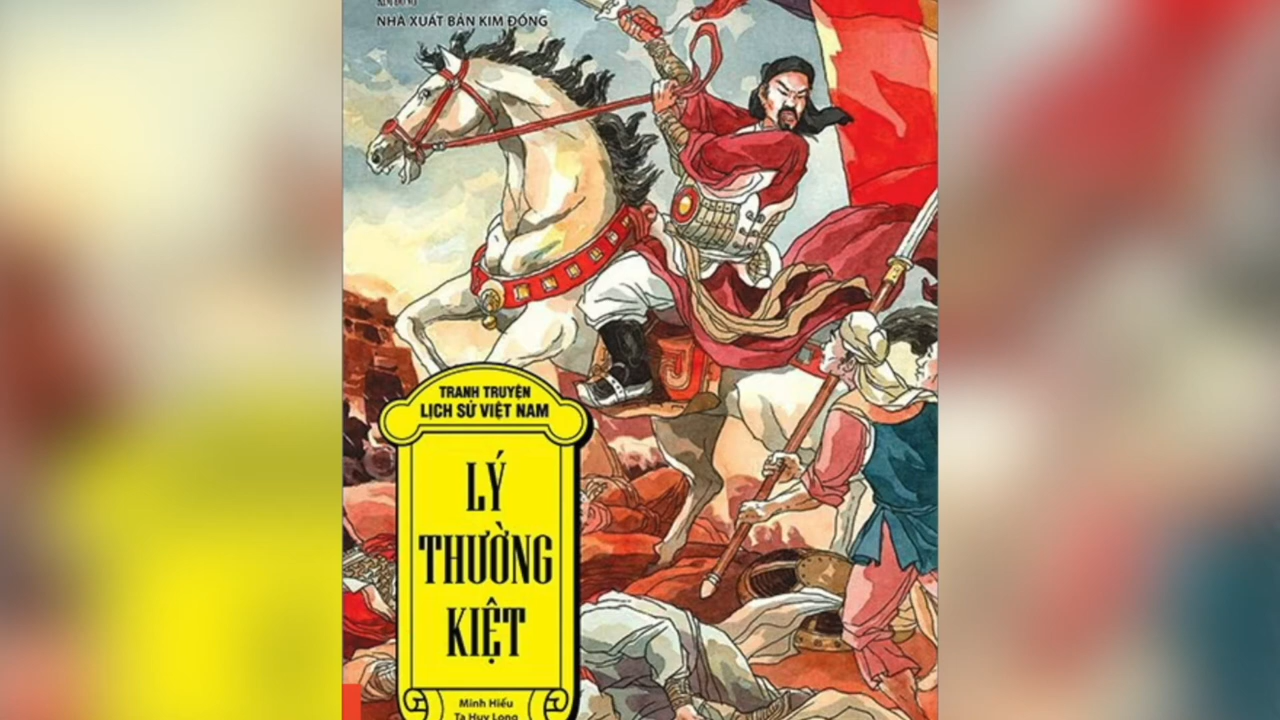 NHÀ XUẤT BẢN KIM ĐỒNG
TRANH TRUYỆN
LỊCH SỬ VIỆT NAM
LÝ
THƯỜNG
KIỆT
Minh Hiếu
Tạ Huy Long